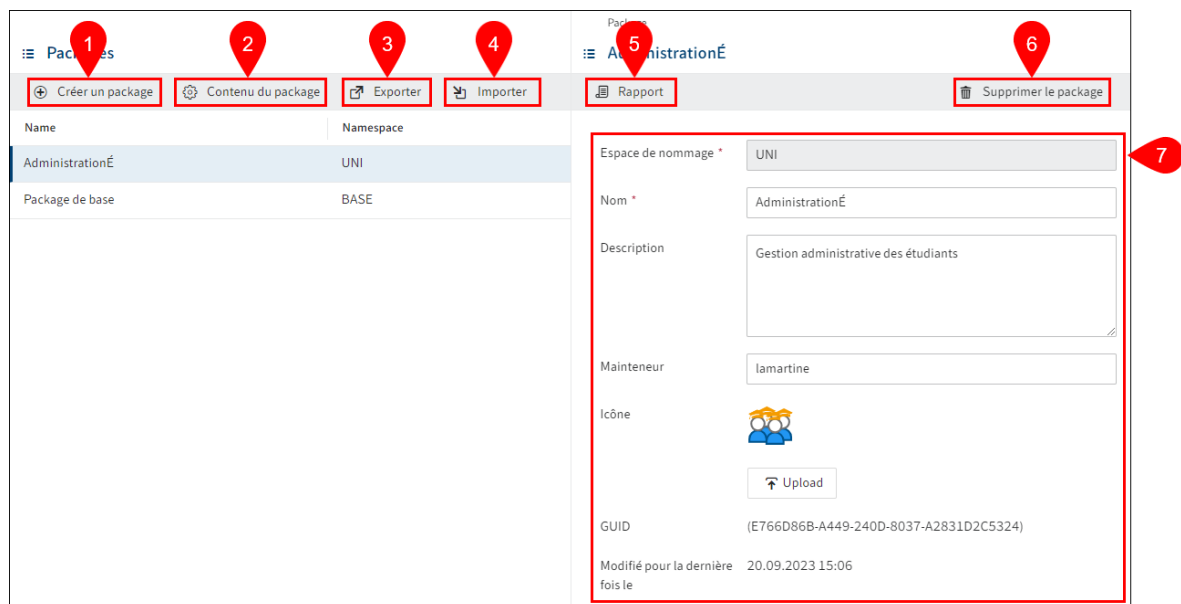 1
2
3
4
5
6
Package
Packages
AdministrationÉ
Créer un package
Contenu du package
Exporter
Importer
Rapport
Supprimer le package
Name
Namespace
AdministrationÉ
UNI
Package de base
BASE
7
Espace de nommage *
UNI
Nom *
AdministrationÉ
Description
Gestion administrative des étudiants
Mainteneur
lamartine
Icône
Upload
GUID
(E766D86B-A449-240D-8037-A2831D2C5324)
Modifié pour la dernière
fois le
20.09.2023 15:06